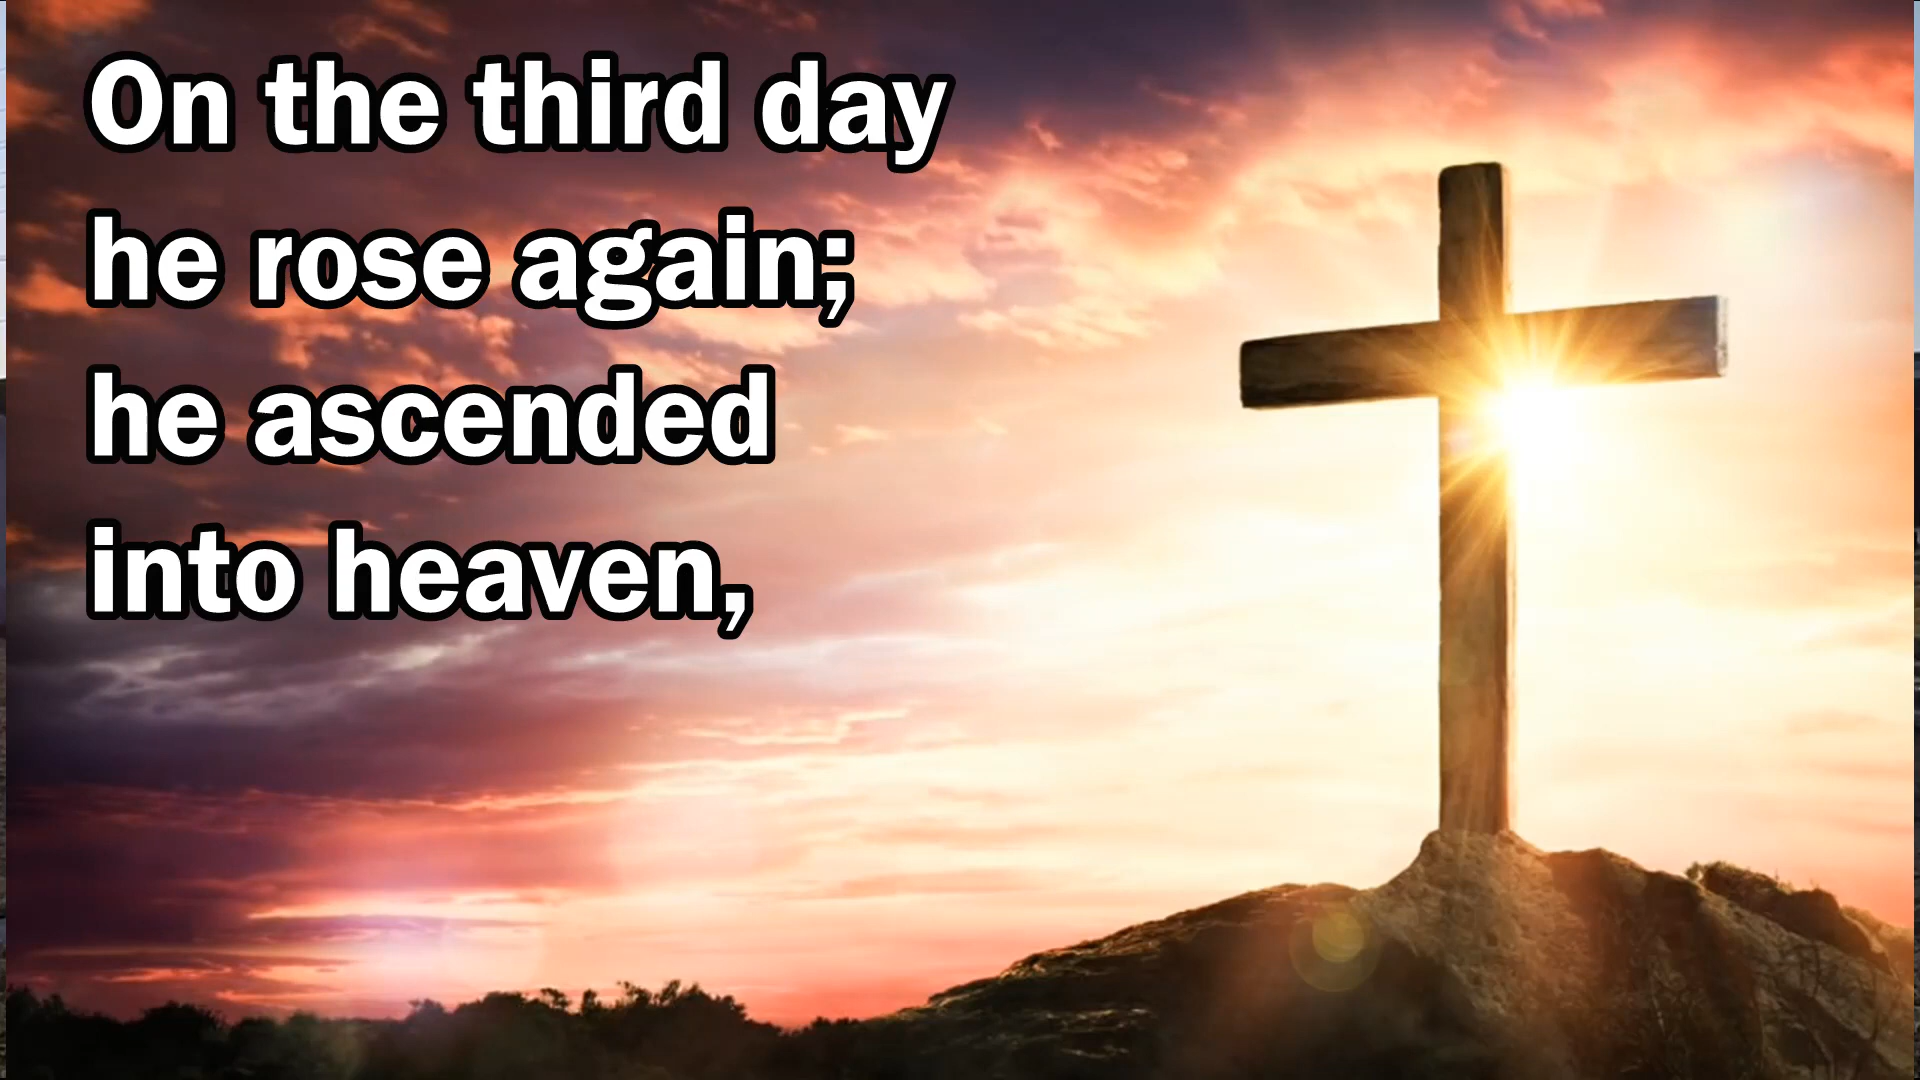 On the third day
he rose again;
he ascended
into heaven,